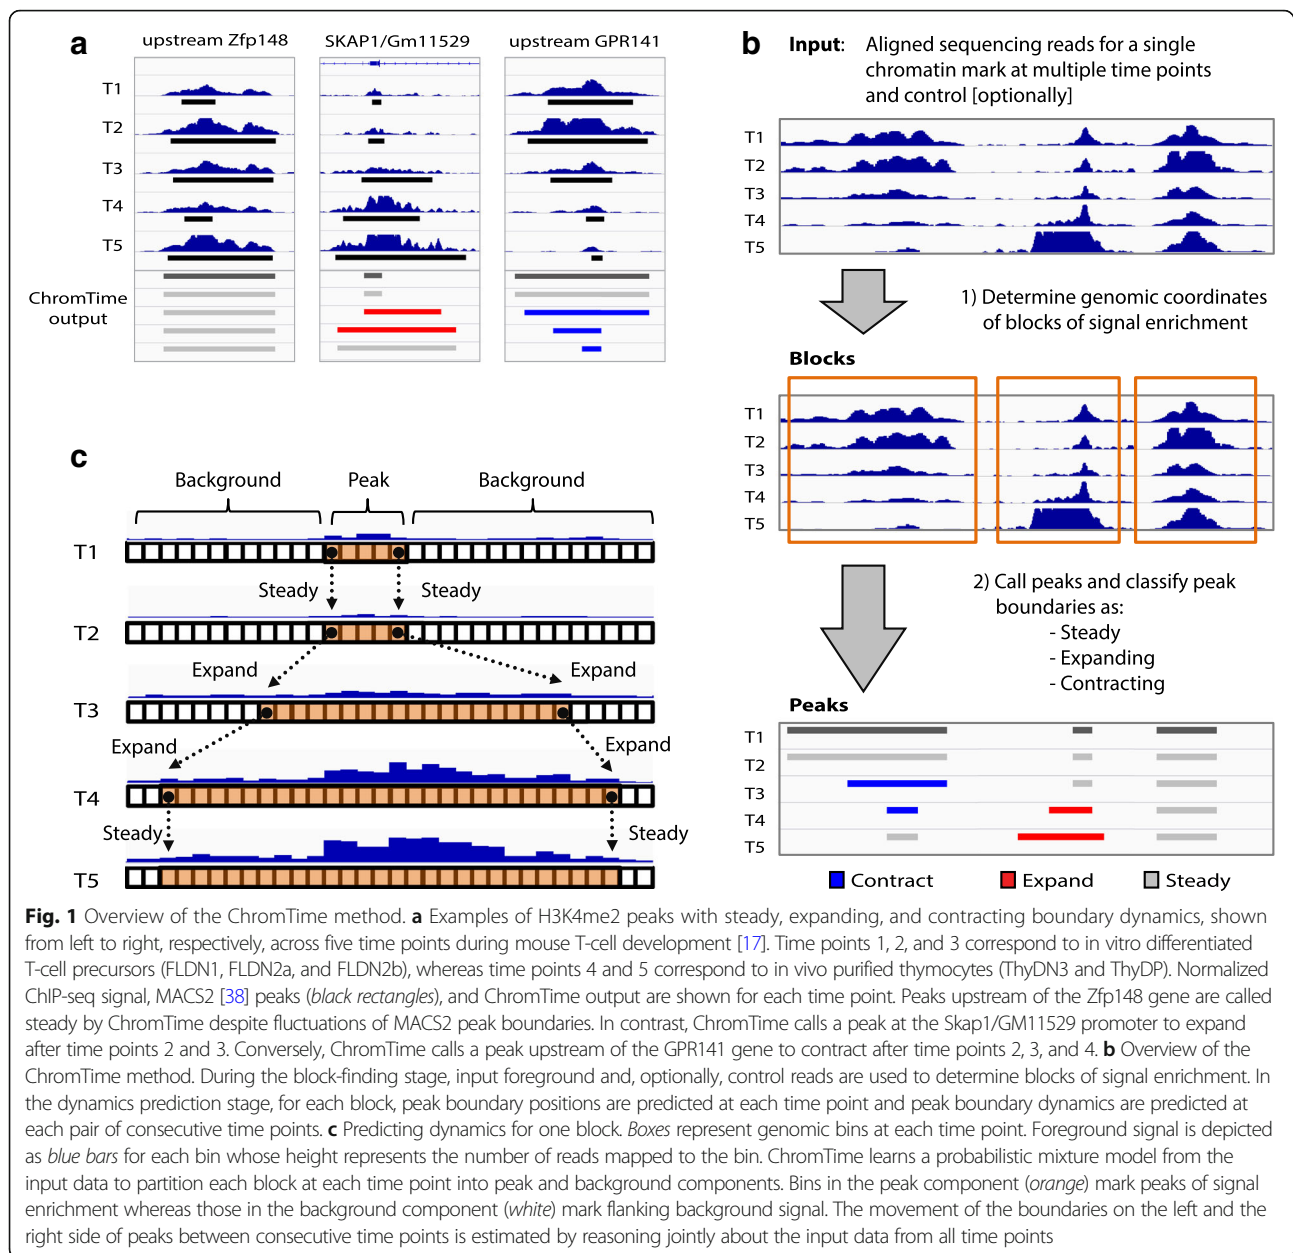 a
upstream Zfp148
SKAP1/Gm11529
upstream GPR141
T1
T2
T3
T4
T5
ChromTime
output
b
Input: Aligned sequencing reads for a single
chromatin mark at multiple time points
and control [optionally]
T1
T2
T3
T4
T5
1) Determine genomic coordinates
of blocks of signal enrichment
Blocks
T1
T2
T3
T4
T5
2) Call peaks and classify peak
boundaries as:
- Steady
- Expanding
- Contracting
Peaks
T1
T2
T3
T4
T5
Contract
Expand
Steady
c
Background
Peak
Background
T1
Steady
Steady
T2
Expand
Expand
T3
Expand
Expand
T4
Steady
Steady
T5
Fig. 1 Overview of the ChromTime method. a Examples of H3K4me2 peaks with steady, expanding, and contracting boundary dynamics, shown
from left to right, respectively, across five time points during mouse T-cell development [17]. Time points 1, 2, and 3 correspond to in vitro differentiated
T-cell precursors (FLDN1, FLDN2a, and FLDN2b), whereas time points 4 and 5 correspond to in vivo purified thymocytes (ThyDN3 and ThyDP). Normalized
ChIP-seq signal, MACS2 [38] peaks (black rectangles), and ChromTime output are shown for each time point. Peaks upstream of the Zfp148 gene are called
steady by ChromTime despite fluctuations of MACS2 peak boundaries. In contrast, ChromTime calls a peak at the Skap1/GM11529 promoter to expand
after time points 2 and 3. Conversely, ChromTime calls a peak upstream of the GPR141 gene to contract after time points 2, 3, and 4. b Overview of the
ChromTime method. During the block-finding stage, input foreground and, optionally, control reads are used to determine blocks of signal enrichment. In
the dynamics prediction stage, for each block, peak boundary positions are predicted at each time point and peak boundary dynamics are predicted at
each pair of consecutive time points. c Predicting dynamics for one block. Boxes represent genomic bins at each time point. Foreground signal is depicted
as blue bars for each bin whose height represents the number of reads mapped to the bin. ChromTime learns a probabilistic mixture model from the
input data to partition each block at each time point into peak and background components. Bins in the peak component (orange) mark peaks of signal
enrichment whereas those in the background component (white) mark flanking background signal. The movement of the boundaries on the left and the
right side of peaks between consecutive time points is estimated by reasoning jointly about the input data from all time points